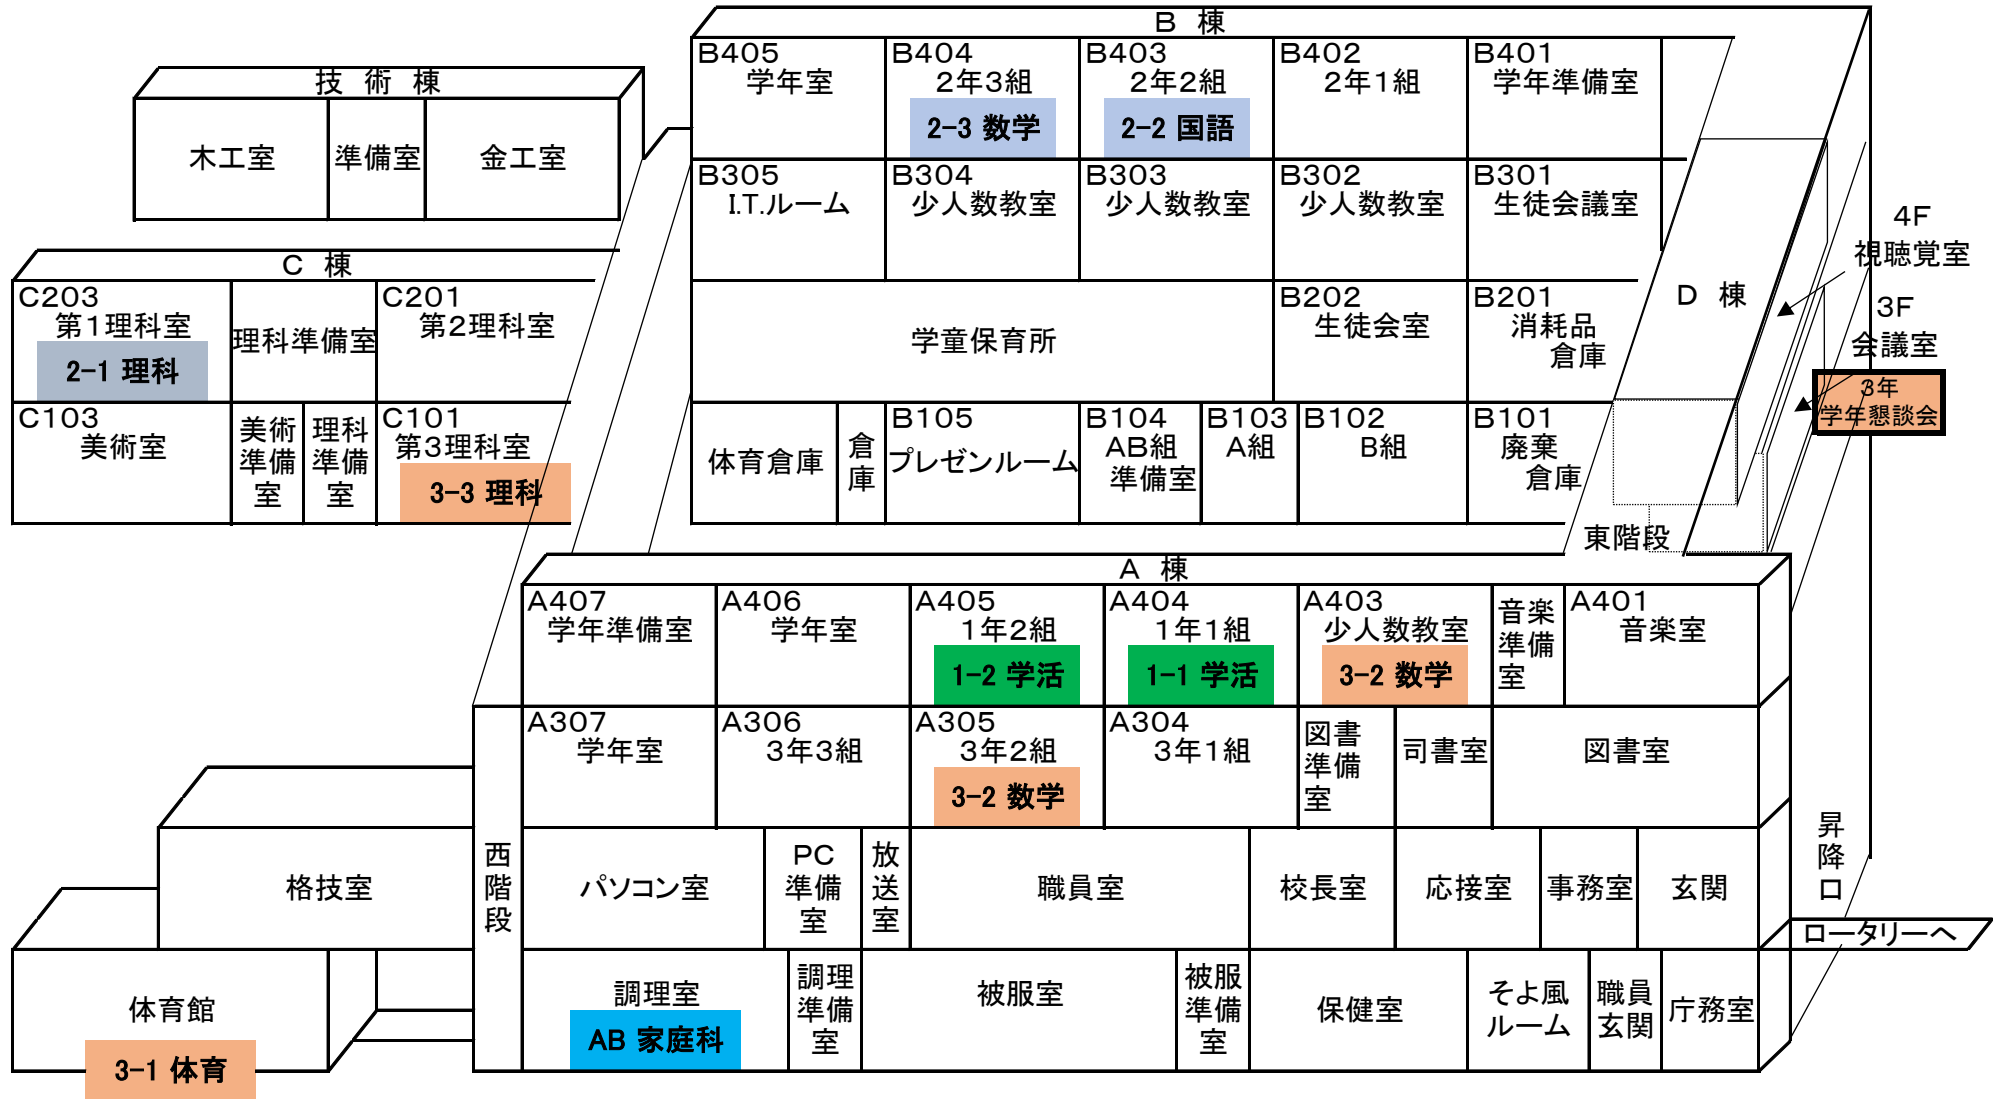 B 棟
B405
学年室
B404
2年3組
2-3 数学
B403
2年2組
2-2 国語
B402
2年1組
B401
学年準備室
技 術 棟
木工室
準備室
金工室
B305
I.T.ルーム
B304
少人数教室
B303
少人数教室
B302
少人数教室
B301
生徒会議室
4F
視聴覚室
3F
会議室
3年
学年懇談会
D 棟
C 棟
C203
第1理科室
2-1 理科
理科準備室
C201
第2理科室
学童保育所
B202
生徒会室
B201
消耗品
倉庫
C103
美術室
美術
準備
室
理科
準備
室
C101
第3理科室
3-3 理科
体育倉庫
倉
庫
B105
プレゼンルーム
B104
AB組
準備室
B103
A組
B102
B組
B101
廃棄
倉庫
東階段
A 棟
A407
学年準備室
A406
学年室
A405
1年2組
1-2 学活
A404
1年1組
1-1 学活
A403
少人数教室
3-2 数学
音楽
準備
室
A401
音楽室
A307
学年室
A306
3年3組
A305
3年2組
3-2 数学
A304
3年1組
図書
準備
室
司書室
図書室
格技室
西
階
段
パソコン室
PC
準備
室
放
送
室
職員室
校長室
応接室
事務室
玄関
昇
降
口
ロータリーへ
体育館
3-1 体育
調理室
AB 家庭科
調理
準備
室
被服室
被服
準備
室
保健室
そよ風
ルーム
職員
玄関
庁務室